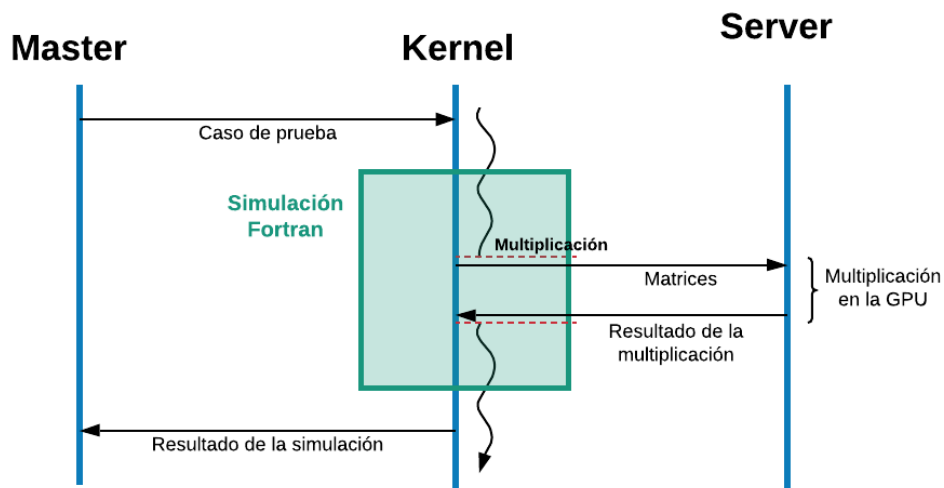 Master
Kernel
Server
Caso de prueba
Simulación
Fortran
Multiplicación
Matrices
Multiplicación
en la GPU
Resultado de la
multiplicación
Resultado de la simulación